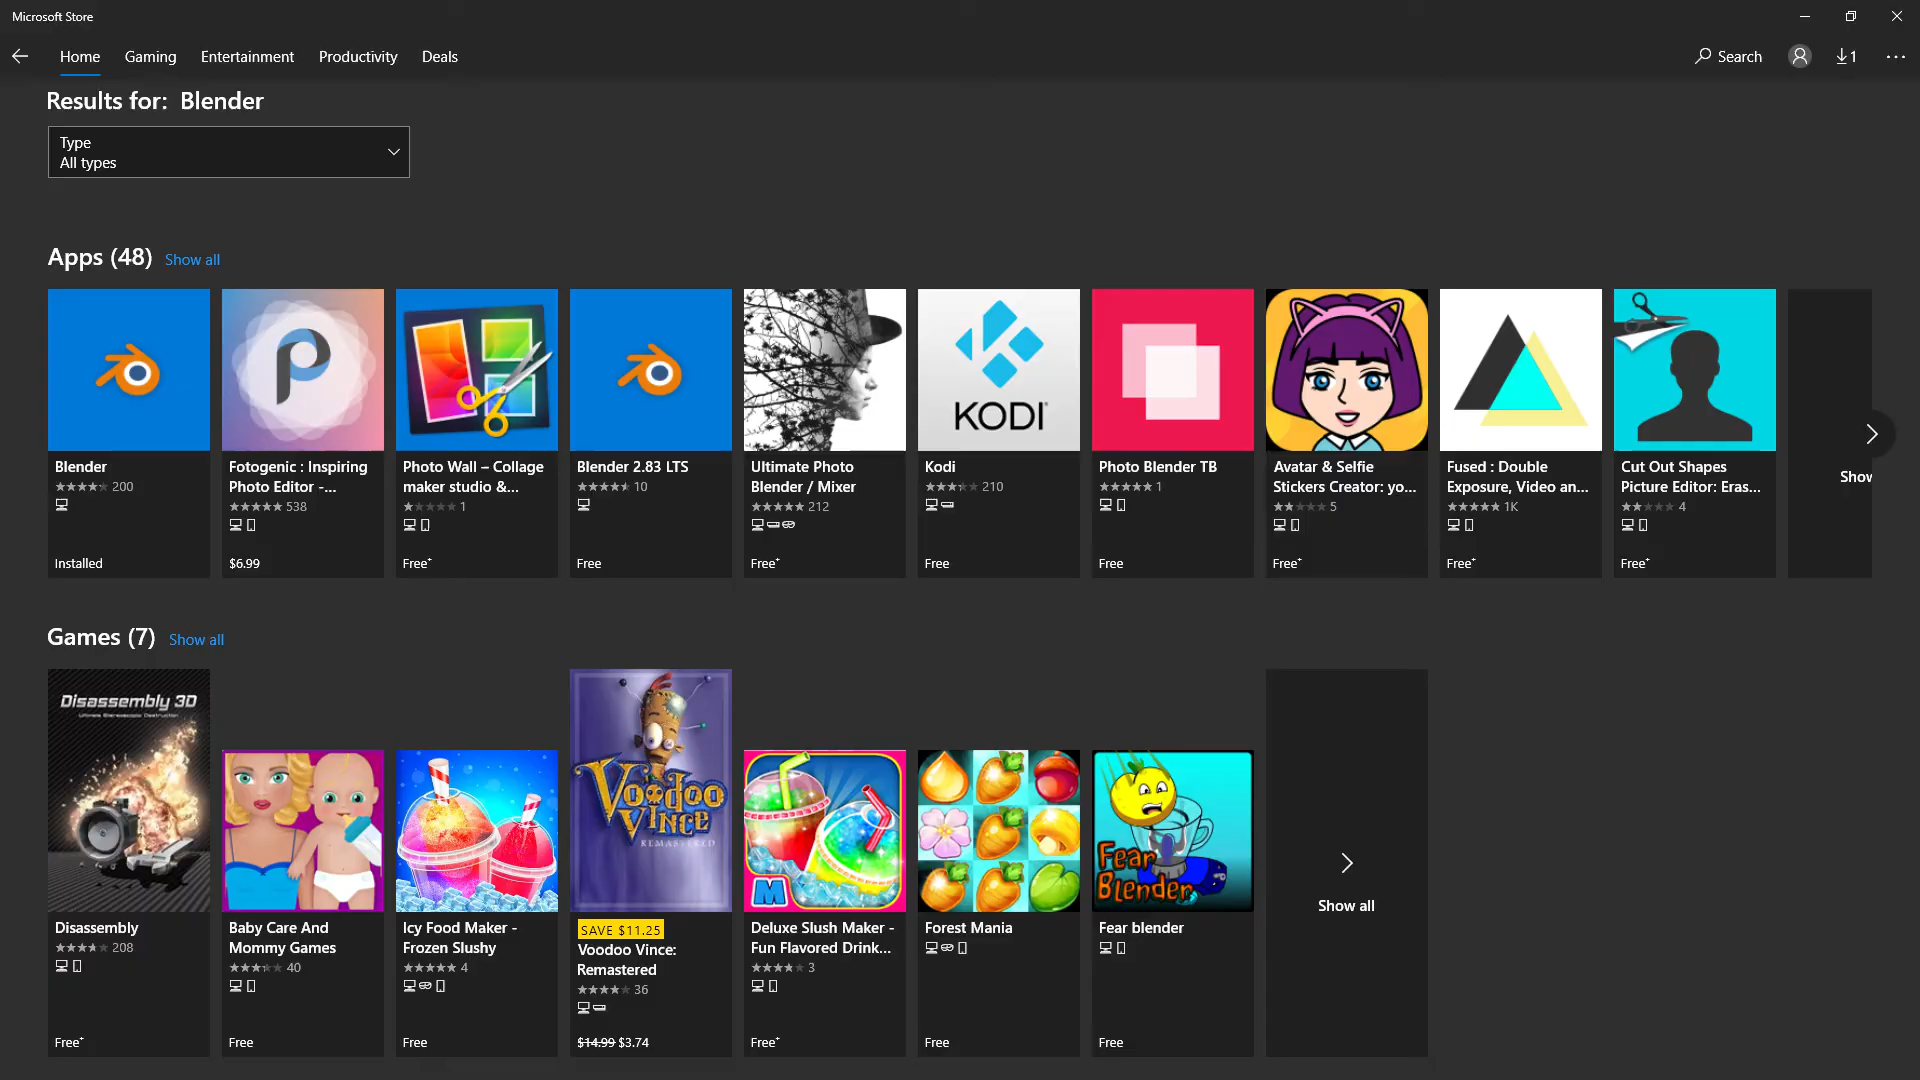 Microsoft Store
Home Gaming Entertainment Productivity Deals Search 1
Results for: Blender
Type
All types
Apps (48) Show all
KODI
Blender
200
Installed
Fotogenic : Inspiring
Photo Editor -...
538
$6.99
Photo Wall – Collage
maker studio &...
1
Free+
Blender 2.83 LTS
10
Free
Ultimate Photo
Blender / Mixer
212
Free+
Kodi
210
Free
Photo Blender TB
1
Free
Avatar & Selfie
Stickers Creator: yo...
5
Free+
Fused : Double
Exposure, Video an...
1K
Free+
Cut Out Shapes
Picture Editor: Eras...
4
Free+
Show
Games (7) Show all
Disassembly 3D
Ultimate Stereoscopic Destruction
Disassembly
208
Free+
Baby Care And
Mommy Games
40
Free
Icy Food Maker -
Frozen Slushy
4
Free
Voodoo
Vince
REMASTERED
SAVE $11.25
Voodoo Vince:
Remastered
36
$14.99 $3.74
M
Deluxe Slush Maker -
Fun Flavored Drink...
3
Free+
Forest Mania
Free
Fear
Blender
Fear blender
Free
Show all